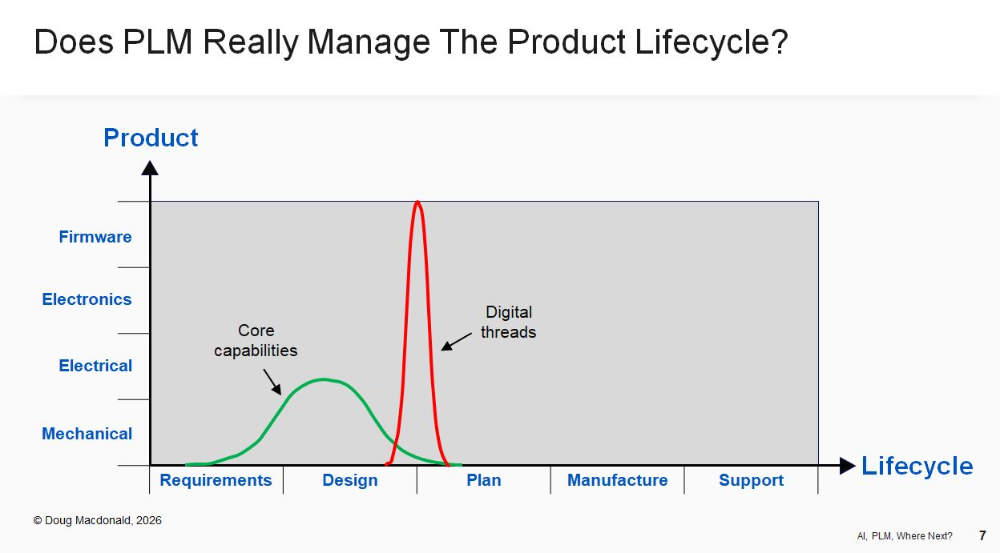 Does PLM Really Manage The Product Lifecycle?
Product
Firmware
Electronics
Electrical
Mechanical
Core
capabilities
Digital
threads
Requirements
Design
Plan
Manufacture
Support
Lifecycle
© Doug Macdonald, 2026
AI, PLM, Where Next?
7